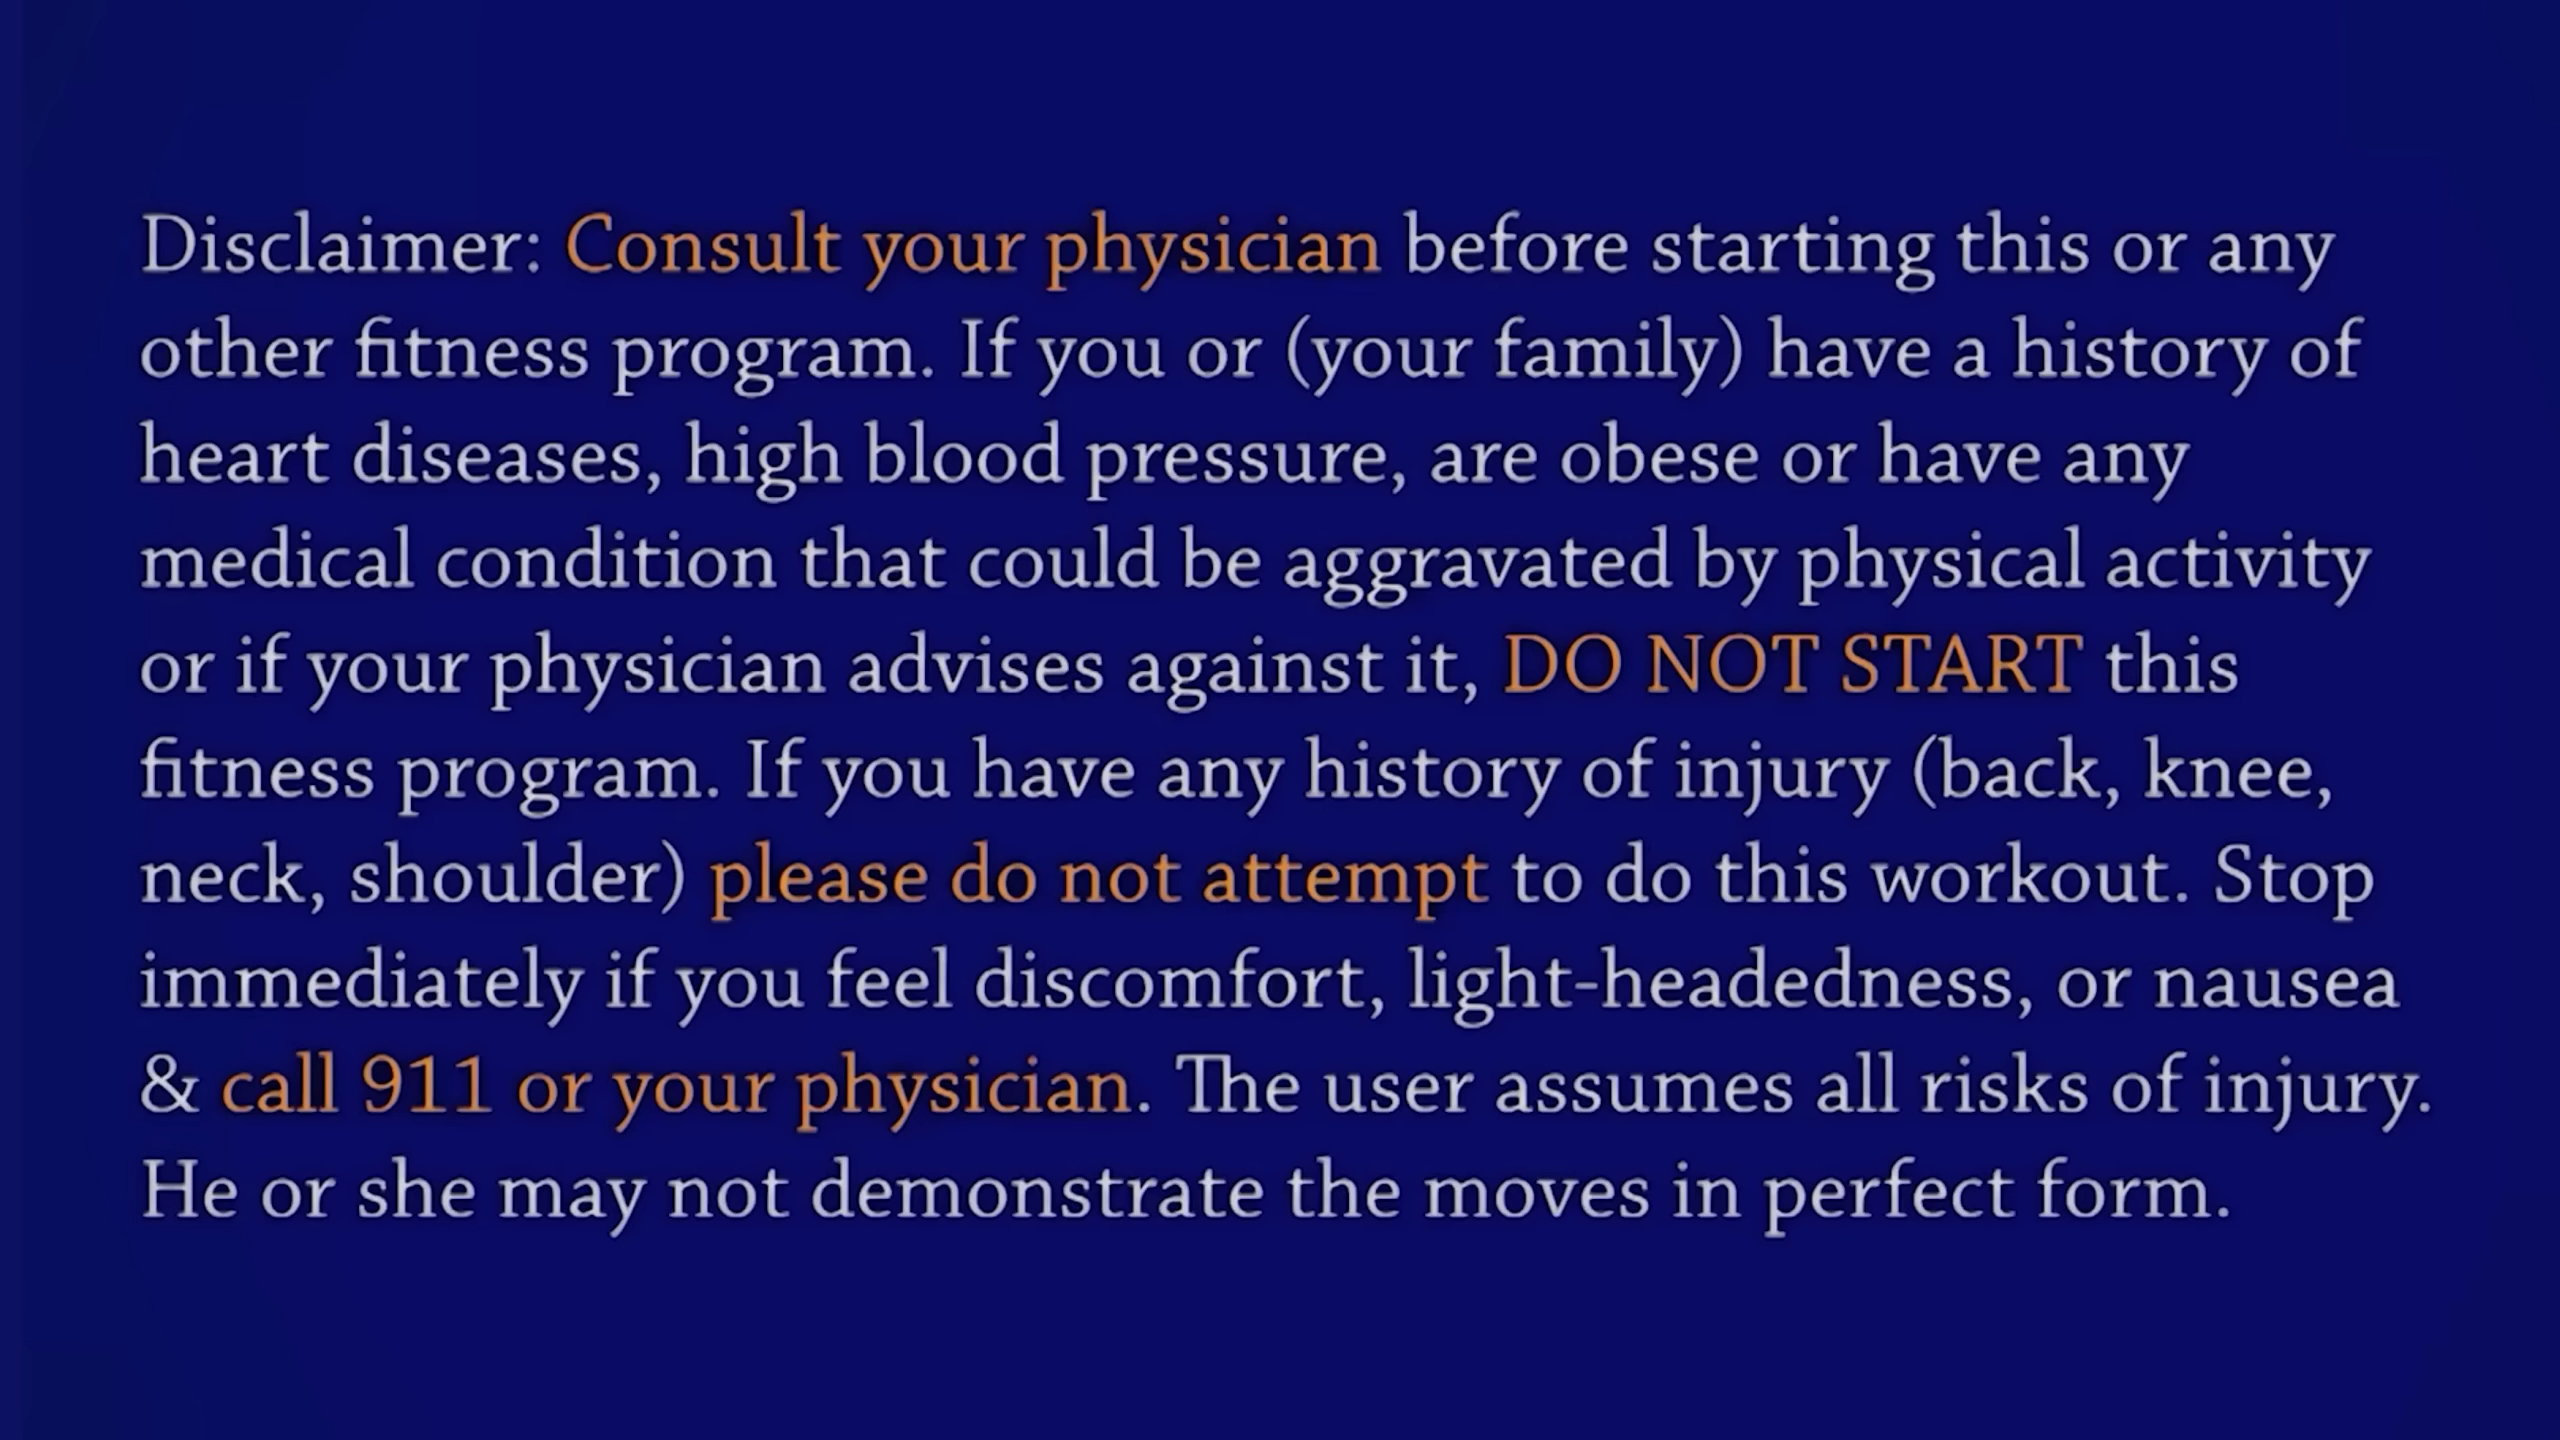 Disclaimer: Consult your physician before starting this or any
other fitness program. If you or (your family) have a history of
heart diseases, high blood pressure, are obese or have any
medical condition that could be aggravated by physical activity
or if your physician advises against it, DO NOT START this
fitness program. If you have any history of injury (back, knee,
neck, shoulder) please do not attempt to do this workout. Stop
immediately if you feel discomfort, light-headedness, or nausea
& call 911 or your physician. The user assumes all risks of injury.
He or she may not demonstrate the moves in perfect form.